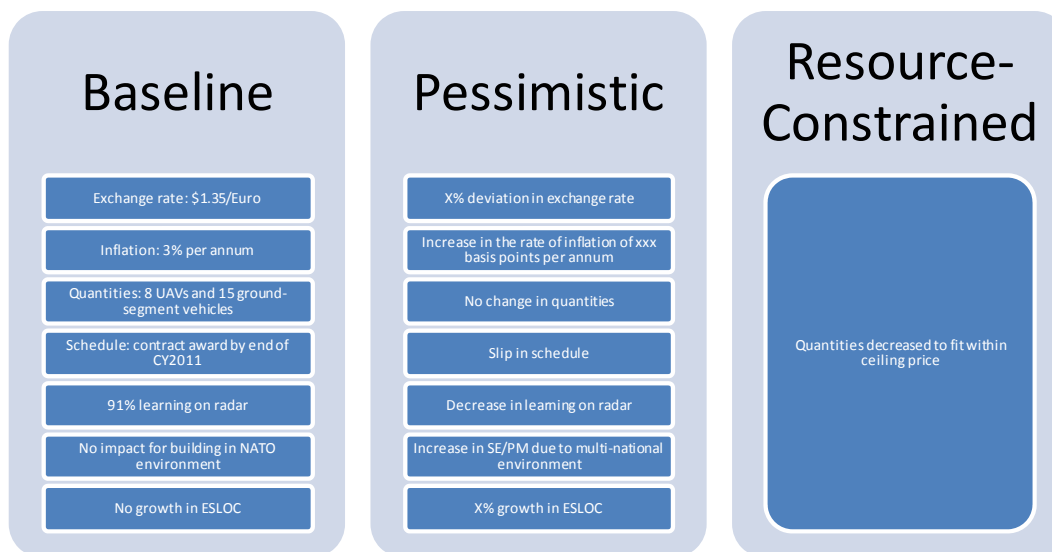 Baseline
Exchange rate: $1.35/Euro
Inflation: 3% per annum
Quantities: 8 UAVs and 15 ground-
segment vehicles
Schedule: contract award by end of
CY2011
91% learning on radar
No impact for building in NATO
environment
No growth in ESLOC
Pessimistic
X% deviation in exchange rate
Increase in the rate of inflation of xxx
basis points per annum
No change in quantities
Slip in schedule
Decrease in learning on radar
Increase in SE/PM due to multi-national
environment
X% growth in ESLOC
Resource-
Constrained
Quantities decreased to fit within
ceiling price